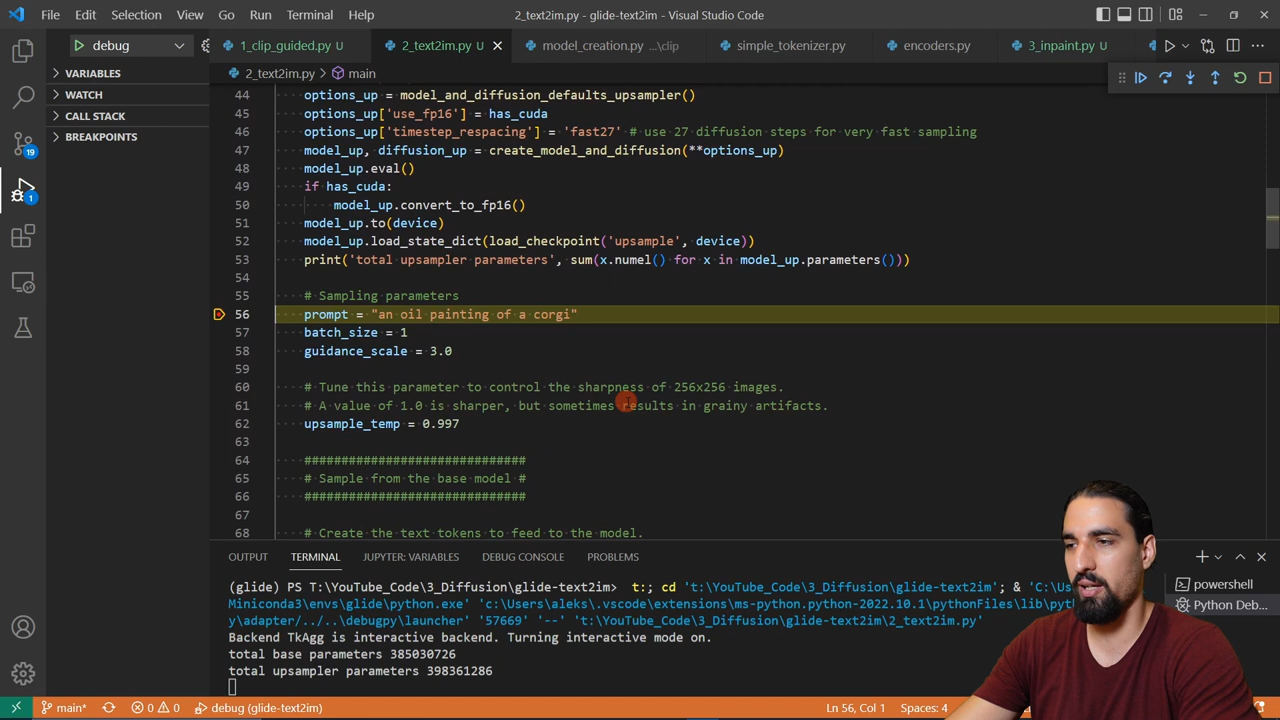 File Edit Selection View Go Run Terminal Help
2_text2im.py - glide-text2im - Visual Studio Code
debug
1_clip_guided.py
2_text2im.py
model_creation.py ...\clip
simple_tokenizer.py
encoders.py
3_inpaint.py
VARIABLES
WATCH
CALL STACK
BREAKPOINTS
19
1
2_text2im.py > main
44 options_up = model_and_diffusion_defaults_upsampler()
45 options_up['use_fp16'] = has_cuda
46 options_up['timestep_respacing'] = 'fast27' # use 27 diffusion steps for very fast sampling
47 model_up, diffusion_up = create_model_and_diffusion(**options_up)
48 model_up.eval()
49 if has_cuda:
50 model_up.convert_to_fp16()
51 model_up.to(device)
52 model_up.load_state_dict(load_checkpoint('upsample', device))
53 print('total upsampler parameters', sum(x.numel() for x in model_up.parameters()))
54
55 # Sampling parameters
56 prompt = "an oil painting of a corgi"
57 batch_size = 1
58 guidance_scale = 3.0
59
60 # Tune this parameter to control the sharpness of 256x256 images.
61 # A value of 1.0 is sharper, but sometimes results in grainy artifacts.
62 upsample_temp = 0.997
63
64 ##############################
65 # Sample from the base model #
66 ##############################
67
68 # Create the text tokens to feed to the model.
OUTPUT TERMINAL JUPYTER: VARIABLES DEBUG CONSOLE PROBLEMS
(glide) PS T:\YouTube_Code\3_Diffusion\glide-text2im> t:; cd 't:\YouTube_Code\3_Diffusion\glide-text2im'; & 'C:\Us
Miniconda3\envs\glide\python.exe' 'c:\Users\aleks\.vscode\extensions\ms-python.python-2022.10.1\pythonFiles\lib\p
y\adapter/../..\debugpy\launcher' '57669' '--' 't:\YouTube_Code\3_Diffusion\glide-text2im\2_text2im.py'
Backend TkAgg is interactive backend. Turning interactive mode on.
total base parameters 385030726
total upsampler parameters 398361286
powershell
Python Deb...
main* 0 0 debug (glide-text2im) Ln 56, Col 1 Spaces: 4